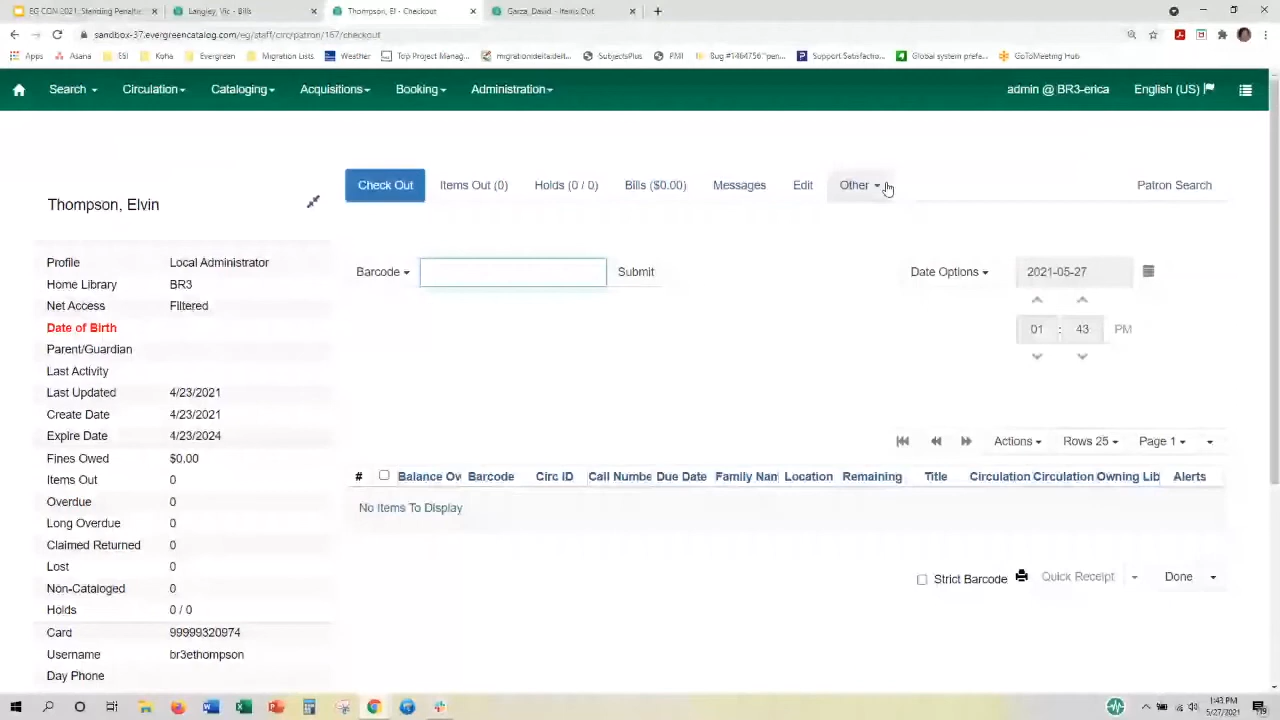 EG CON 2021_Standing Penaltie
Langley, Vic - Bills
Thompson, El - Checkout
Garza, David - Items Out
sandbox-37.evergreencatalog.com/eg/staff/circ/patron/167/checkout
Apps Asana ESI Koha Evergreen Migration Lists Weather Top Project Manag... migrationdeltadeit... SubjectsPlus PMI Bug #1464756 "pen... Support Satisfactio... Global system prefe... GoToMeeting Hub
Search Circulation Cataloging Acquisitions Booking Administration admin @ BR3-erica English (US)
Check Out Items Out (0) Holds (0 / 0) Bills ($0.00) Messages Edit Other Patron Search
Thompson, Elvin
Profile Local Administrator
Home Library BR3
Net Access Filtered
Date of Birth
Parent/Guardian
Last Activity
Last Updated 4/23/2021
Create Date 4/23/2021
Expire Date 4/23/2024
Fines Owed $0.00
Items Out 0
Overdue 0
Long Overdue 0
Claimed Returned 0
Lost 0
Non-Cataloged 0
Holds 0 / 0
Card 99999320974
Username br3ethompson
Day Phone
Barcode Submit Date Options 2021-05-27
01 : 43 PM
Actions Rows 25 Page 1
# Balance Ow Barcode Circ ID Call Numbe Due Date Family Nan Location Remaining Title Circulation Circulation Owning Lib Alerts
No Items To Display
Strict Barcode Quick Receipt Done
1:43 PM
5/27/2021